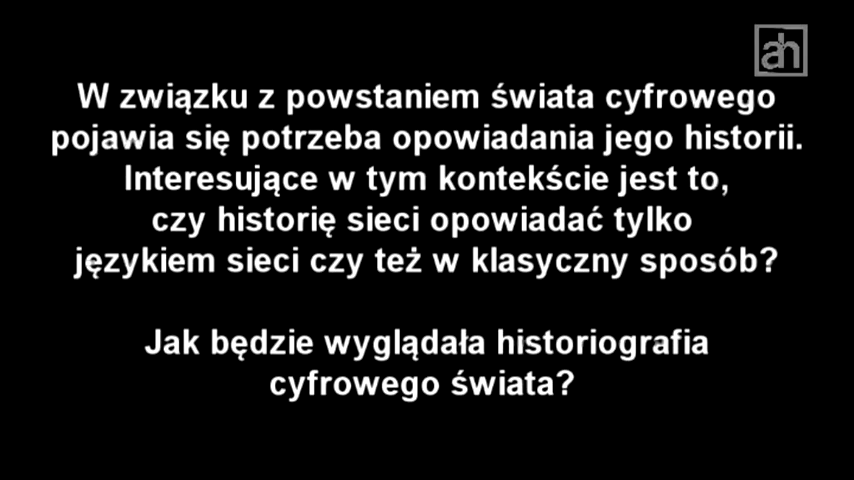 ah
W związku z powstaniem świata cyfrowego
pojawia się potrzeba opowiadania jego historii.
Interesujące w tym kontekście jest to,
czy historię sieci opowiadać tylko
językiem sieci czy też w klasyczny sposób?
Jak będzie wyglądała historiografia
cyfrowego świata?